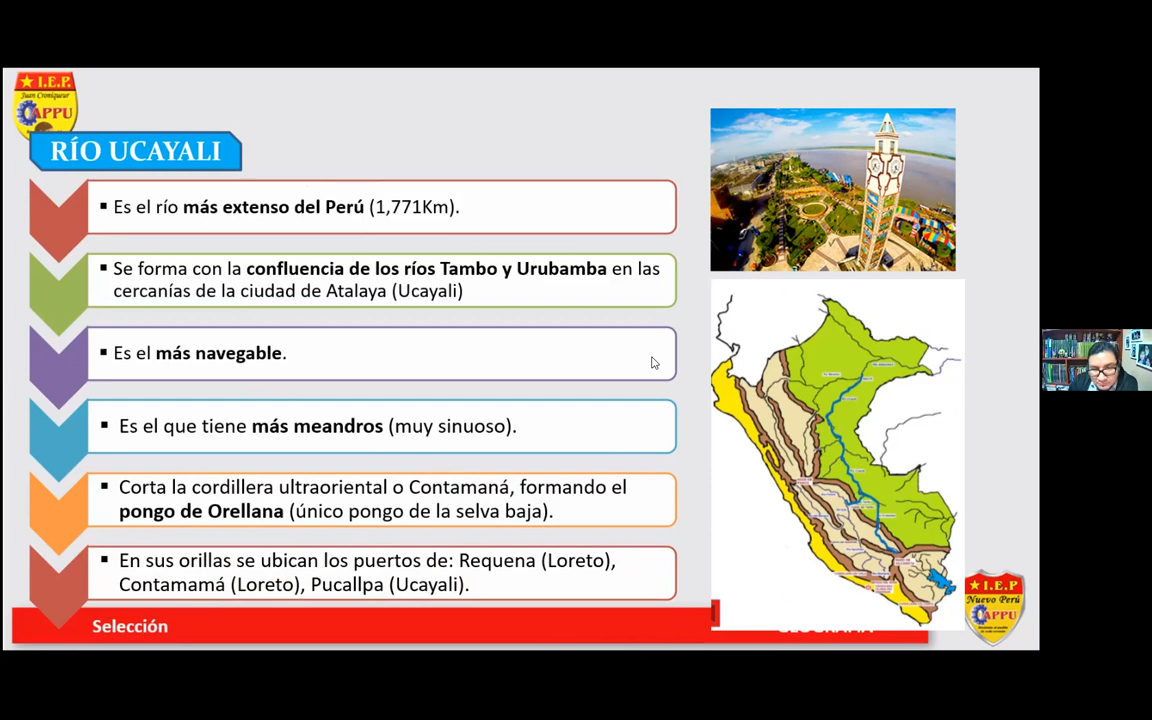 ★ I.E.P.
Juan Croniqueur
CAPPU
RÍO UCAYALI
▪ Es el río más extenso del Perú (1,771Km).
▪ Se forma con la confluencia de los ríos Tambo y Urubamba en las
cercanías de la ciudad de Atalaya (Ucayali)
▪ Es el más navegable.
▪ Es el que tiene más meandros (muy sinuoso).
▪ Corta la cordillera ultraoriental o Contamaná, formando el
pongo de Orellana (único pongo de la selva baja).
▪ En sus orillas se ubican los puertos de: Requena (Loreto),
Contamamá (Loreto), Pucallpa (Ucayali).
Selección
★ I.E.P
Nuevo Perú
CAPPU